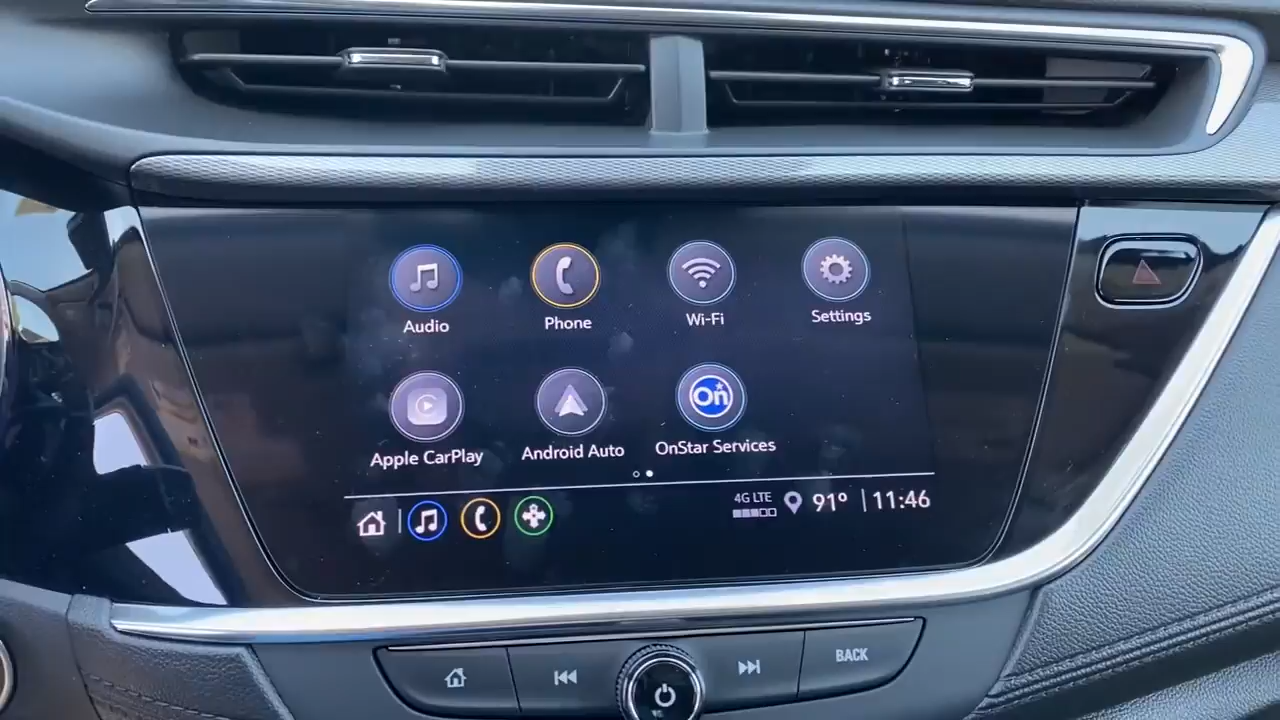 Audio
Phone
Wi-Fi
Settings
Apple CarPlay
Android Auto
On
OnStar Services
4G LTE
91°
11:46
BACK